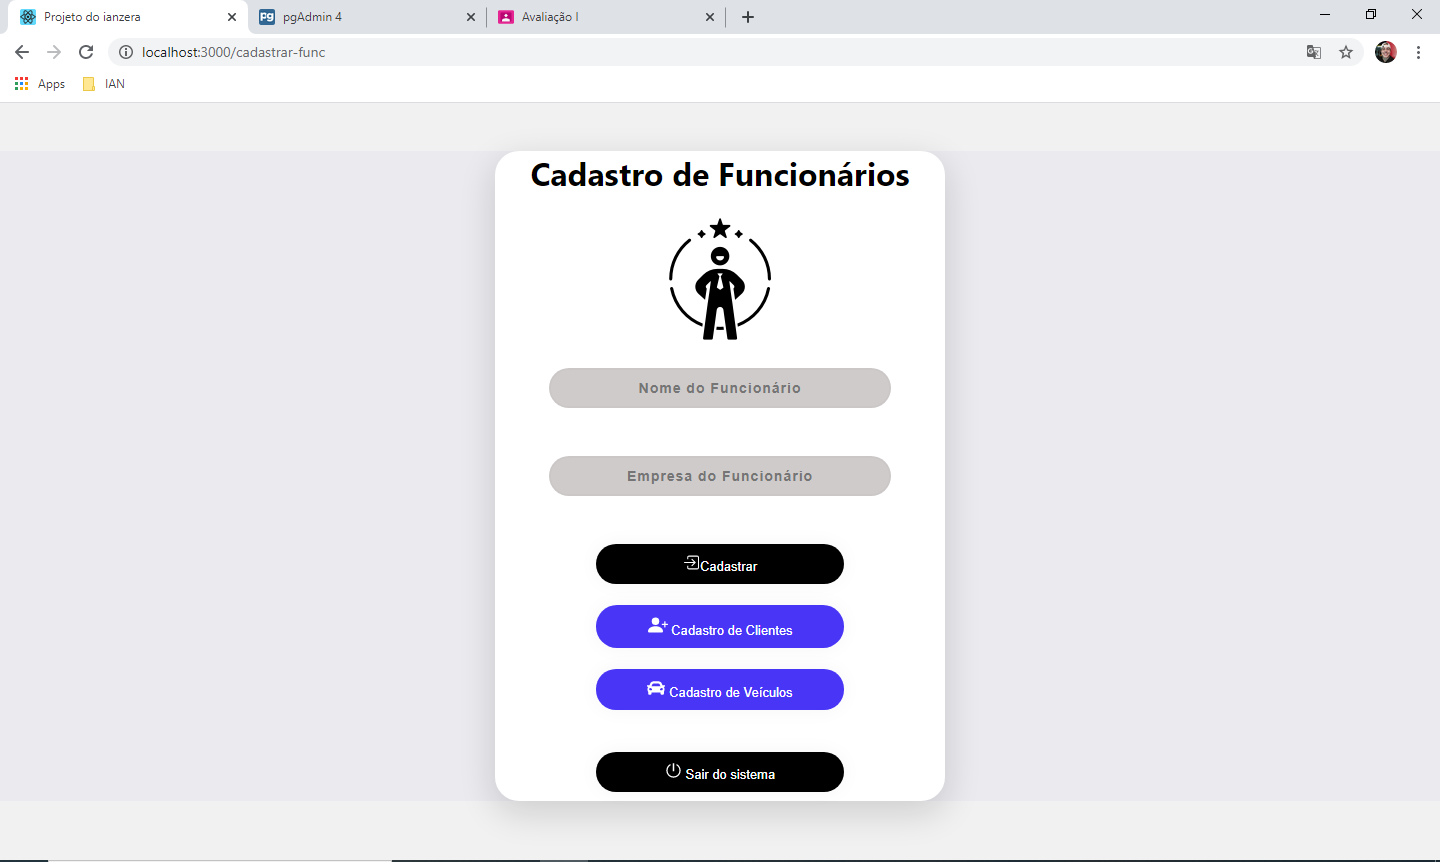 Projeto do ianzera
pgAdmin 4
Avaliação I
localhost:3000/cadastrar-func
Apps
IAN
Cadastro de Funcionários
Nome do Funcionário
Empresa do Funcionário
Cadastrar
Cadastro de Clientes
Cadastro de Veículos
Sair do sistema